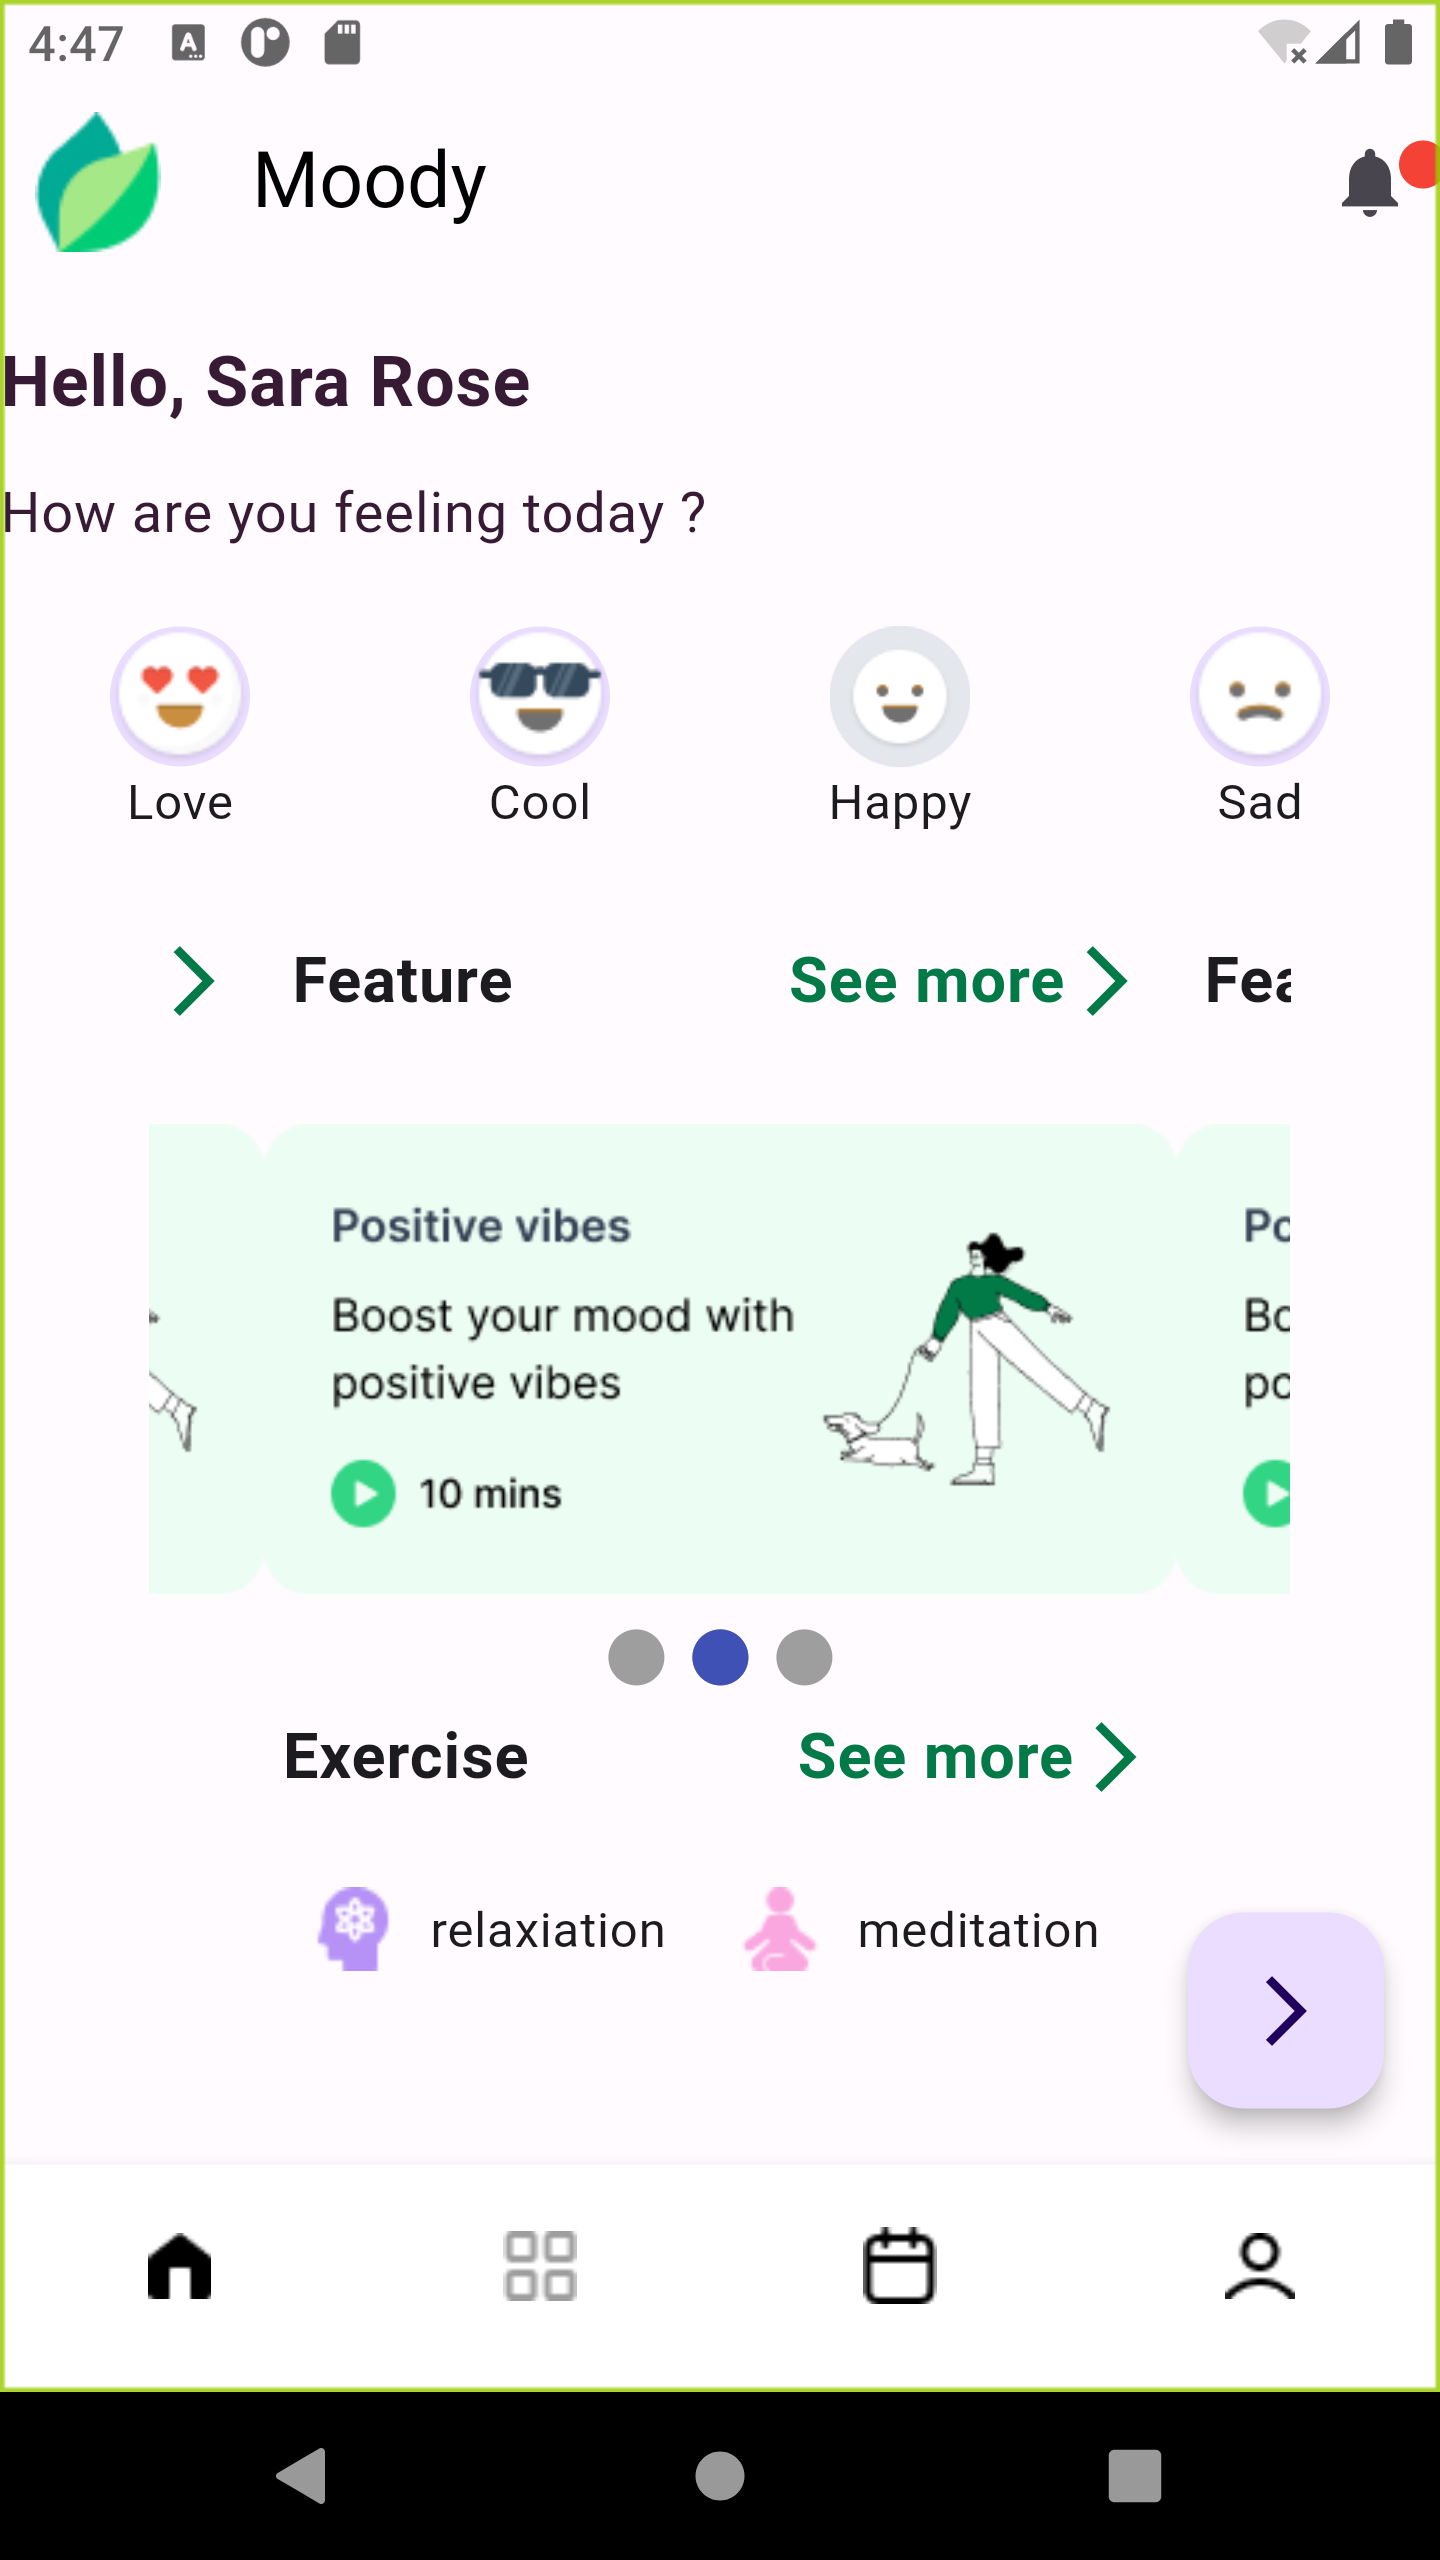 4:47
Moody
Hello, Sara Rose
How are you feeling today ?
Love Cool Happy Sad
Feature See more Fea
Positive vibes Po
Boost your mood with Bo
positive vibes po
10 mins
Exercise See more
relaxiation meditation